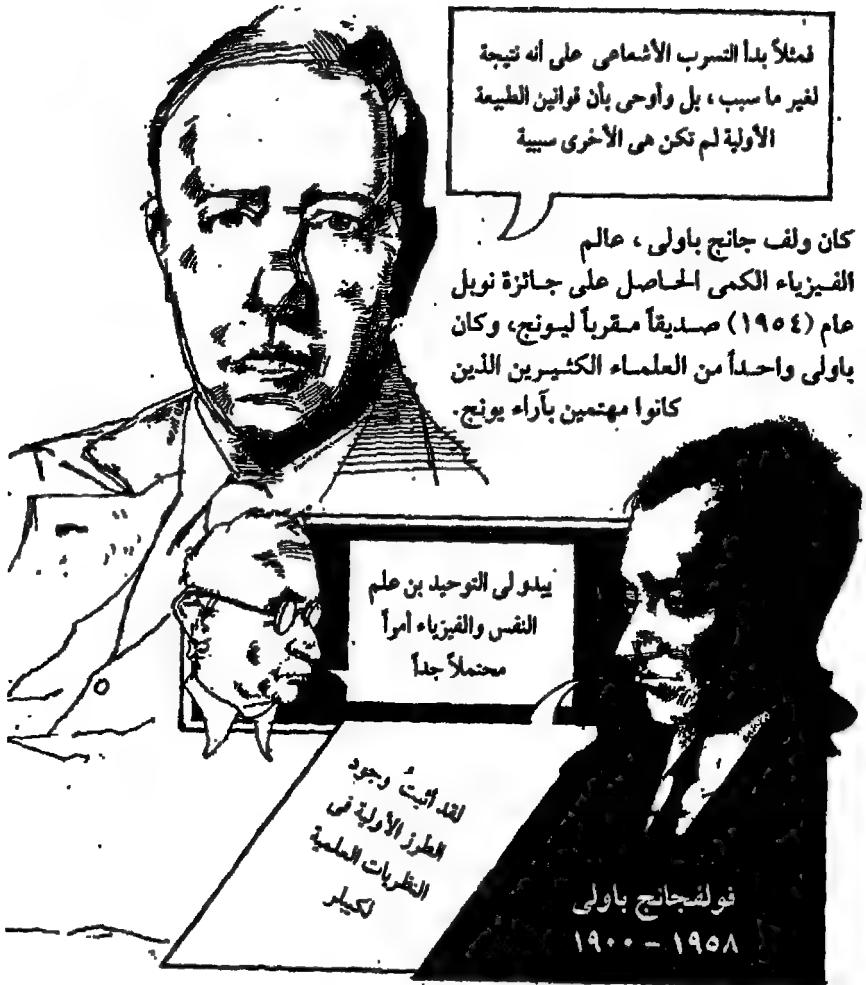 فمثلاً بدأ التسرب الأشعاعى على أنه نتيجة
لغير ما سبب ، بل وأوحى بأن قوانين الطبيعة
الأولية لم تكن هى الأخرى سببية
كان ولف جانج باولى ، عالم
الفيزياء الكمى الحاصل على جائزة نوبل
عام (١٩٥٤) صديقاً مقرباً ليونج، وكان
باولى واحداً من العلماء الكثيرين الذين
كانوا مهتمين بآراء يونج.
يبدو لى التوحيد بن علم
النفس والفيزياء أمراً
محتملاً جداً
لقد أثبتُ وجود
الطرز الأولية فى
النظريات العلمية
لكيلر
فولفجانج باولى
١٩٠٠ – ١٩٥٨